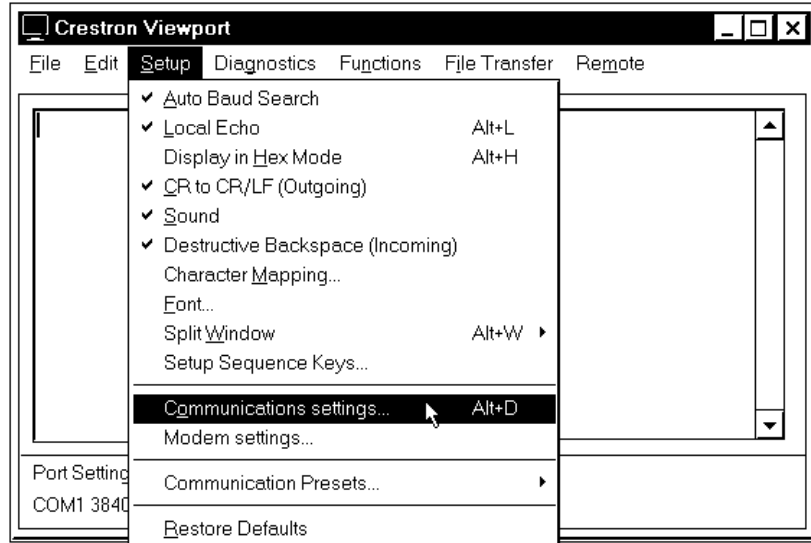 Crestron Viewport
File Edit Setup Diagnostics Functions File Transfer Remote
Auto Baud Search
Local Echo Alt+L
Display in Hex Mode Alt+H
CR to CR/LF (Outgoing)
Sound
Destructive Backspace (Incoming)
Character Mapping...
Font...
Split Window Alt+W
Setup Sequence Keys...
Communications settings... Alt+D
Modem settings...
Port Setting
Communication Presets...
COM1 3840
Restore Defaults